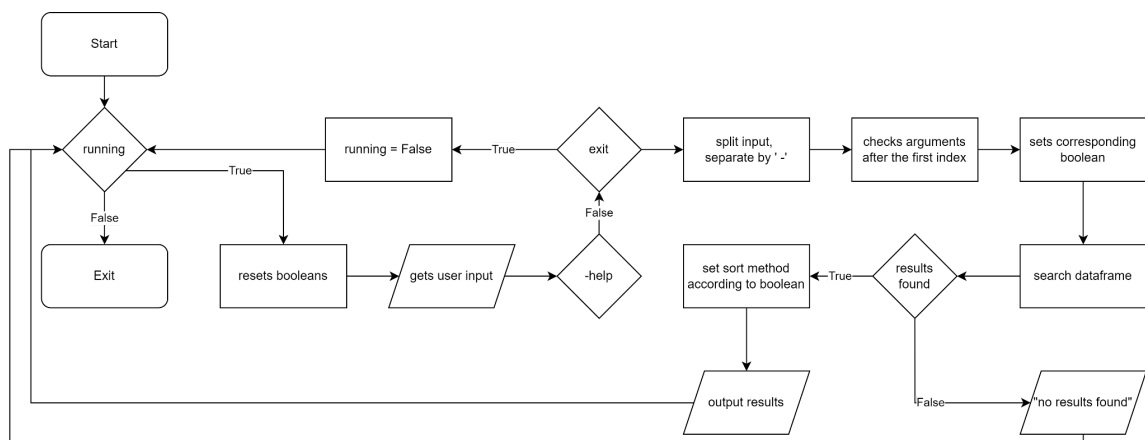 Start
running
running = False
True
exit
split input,
separate by ' -'
checks arguments
after the first index
sets corresponding
boolean
True
False
False
Exit
resets booleans
gets user input
-help
set sort method
according to boolean
True
results
found
search dataframe
output results
False
"no results found"